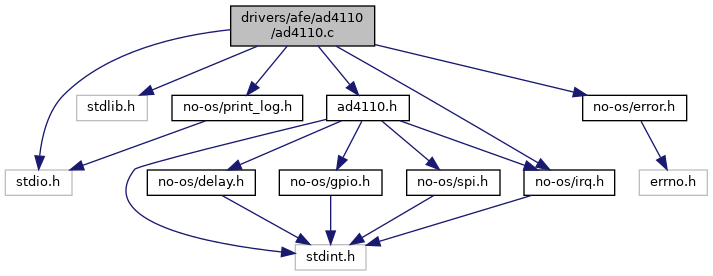 drivers/afe/ad4110
/ad4110.c
stdlib.h
no-os/print_log.h
ad4110.h
no-os/error.h
stdio.h
no-os/delay.h
no-os/gpio.h
no-os/spi.h
no-os/irq.h
errno.h
stdint.h